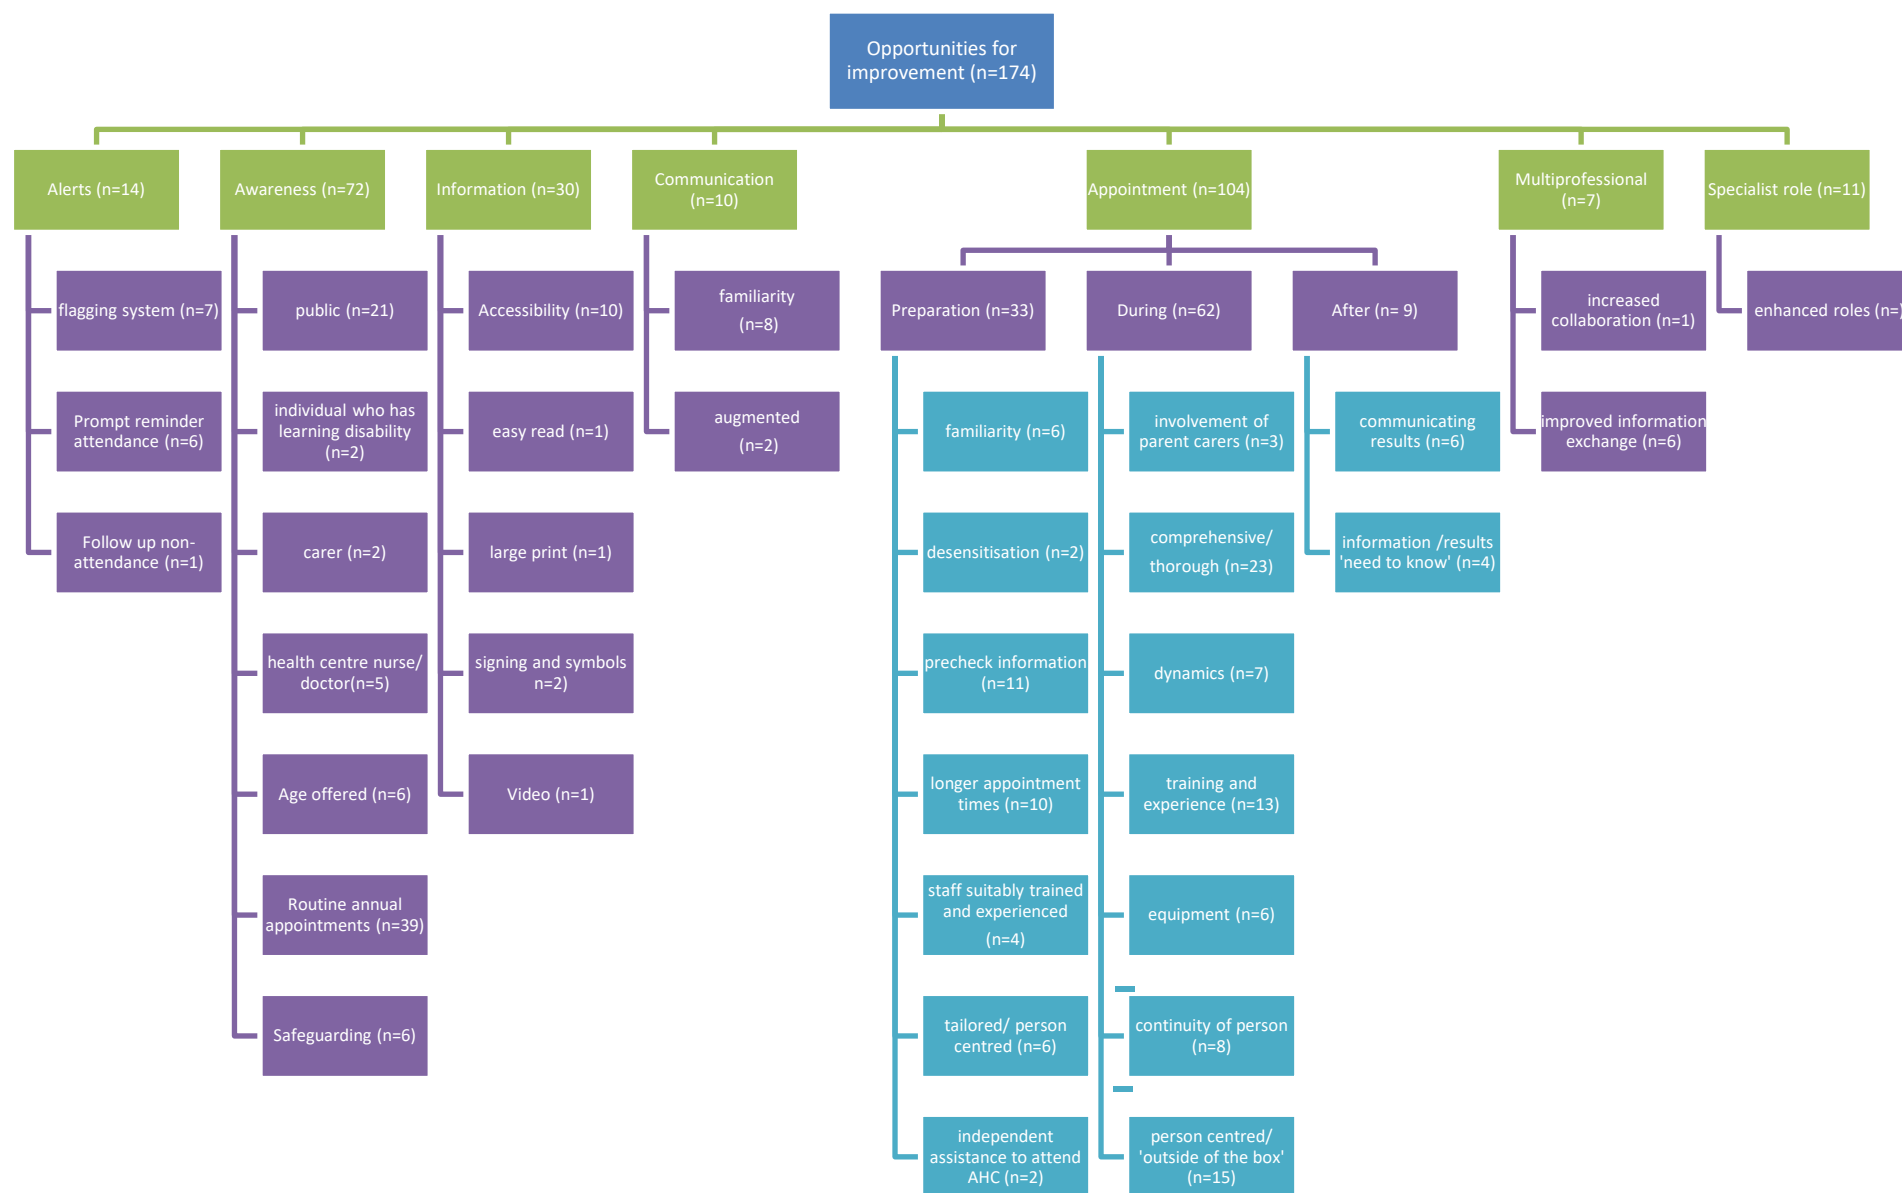 Opportunities for
improvement (n=174)
Alerts (n=14)
Awareness (n=72)
Information (n=30)
Communication
(n=10)
Appointment (n=104)
Multiprofessional
(n=7)
Specialist role (n=11)
flagging system (n=7)
Prompt reminder
attendance (n=6)
Follow up non-
attendance (n=1)
public (n=21)
individual who has
learning disability
(n=2)
carer (n=2)
health centre nurse/
doctor(n=5)
Age offered (n=6)
Routine annual
appointments (n=39)
Safeguarding (n=6)
Accessibility (n=10)
easy read (n=1)
large print (n=1)
signing and symbols
n=2)
Video (n=1)
familiarity
(n=8)
augmented
(n=2)
Preparation (n=33)
familiarity (n=6)
desensitisation (n=2)
precheck information
(n=11)
longer appointment
times (n=10)
staff suitably trained
and experienced
(n=4)
tailored/ person
centred (n=6)
independent
assistance to attend
AHC (n=2)
During (n=62)
involvement of
parent carers (n=3)
comprehensive/
thorough (n=23)
dynamics (n=7)
training and
experience (n=13)
equipment (n=6)
continuity of person
(n=8)
person centred/
'outside of the box'
(n=15)
After (n= 9)
communicating
results (n=6)
information /results
'need to know' (n=4)
increased
collaboration (n=1)
improved information
exchange (n=6)
enhanced roles (n=)